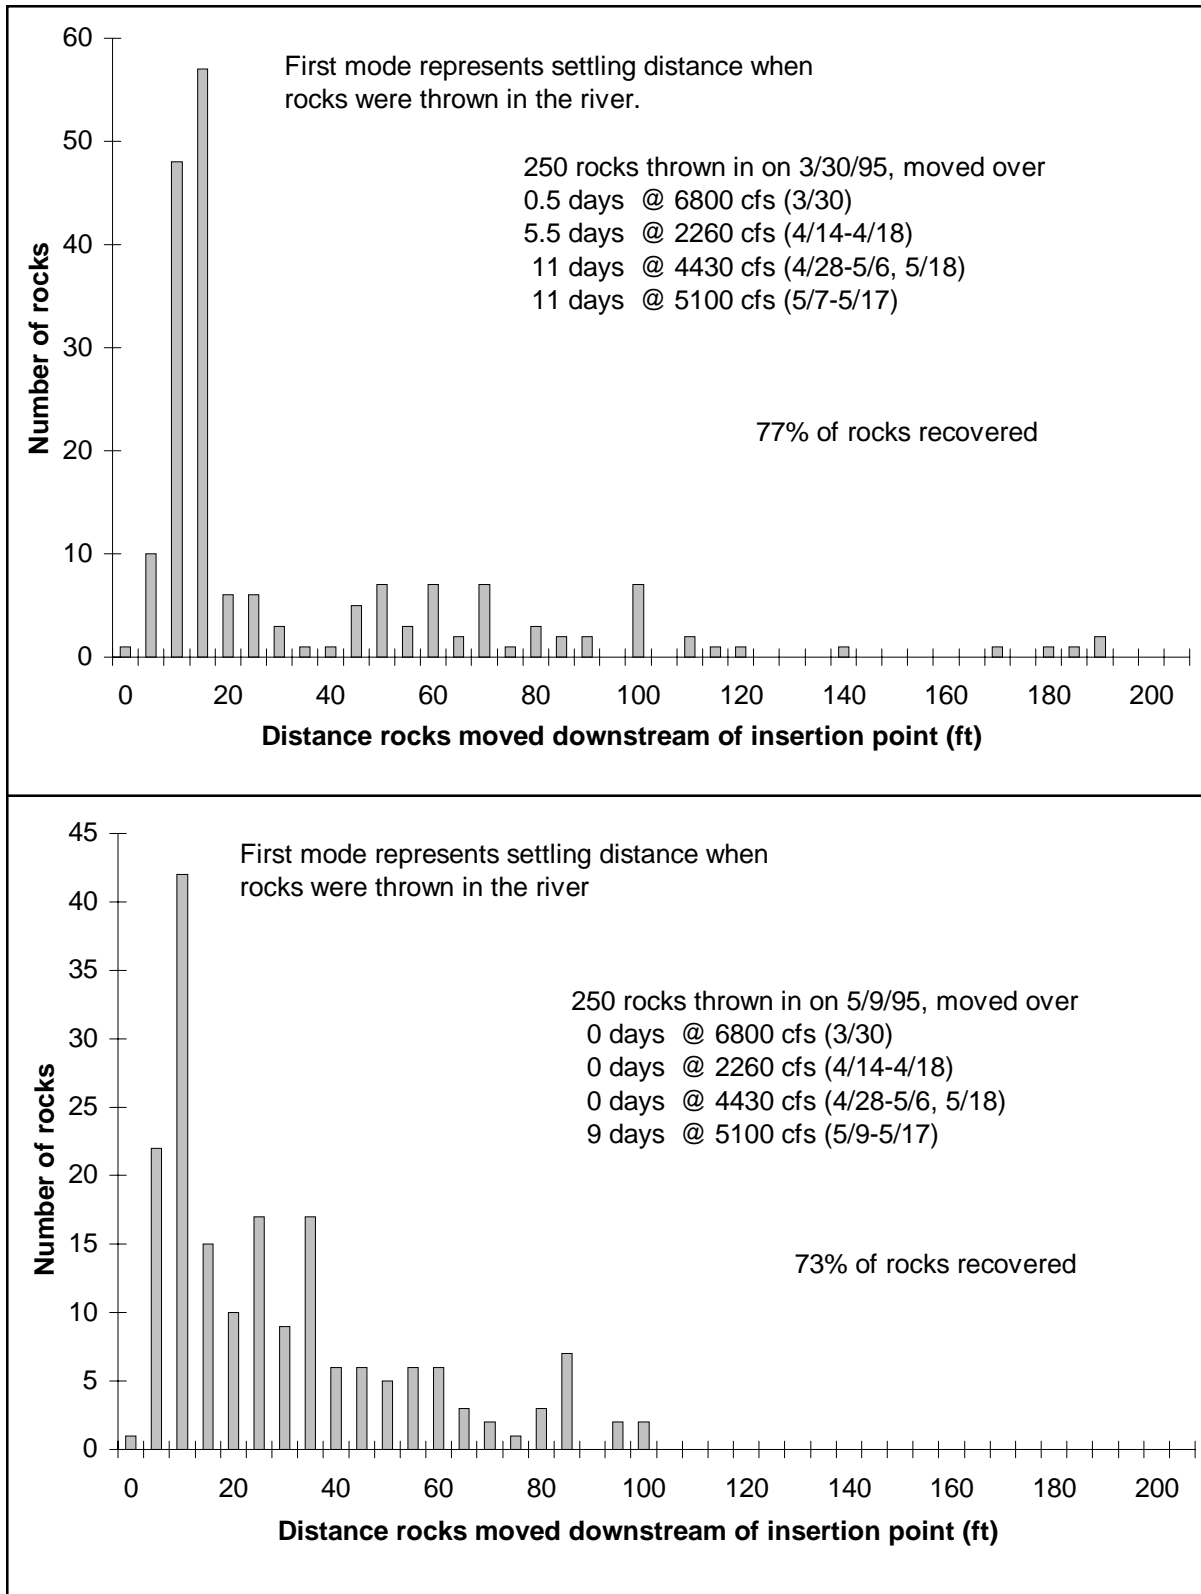 60
First mode represents settling distance when
rocks were thrown in the river.
50
250 rocks thrown in on 3/30/95, moved over
0.5 days @ 6800 cfs (3/30)
5.5 days @ 2260 cfs (4/14-4/18)
11 days @ 4430 cfs (4/28-5/6, 5/18)
11 days @ 5100 cfs (5/7-5/17)
40
30
20
10
0
Number of rocks
77% of rocks recovered
0 20 40 60 80 100 120 140 160 180 200
Distance rocks moved downstream of insertion point (ft)
45
First mode represents settling distance when
rocks were thrown in the river
40
35
250 rocks thrown in on 5/9/95, moved over
0 days @ 6800 cfs (3/30)
0 days @ 2260 cfs (4/14-4/18)
0 days @ 4430 cfs (4/28-5/6, 5/18)
9 days @ 5100 cfs (5/9-5/17)
30
25
20
15
10
5
0
Number of rocks
73% of rocks recovered
0 20 40 60 80 100 120 140 160 180 200
Distance rocks moved downstream of insertion point (ft)